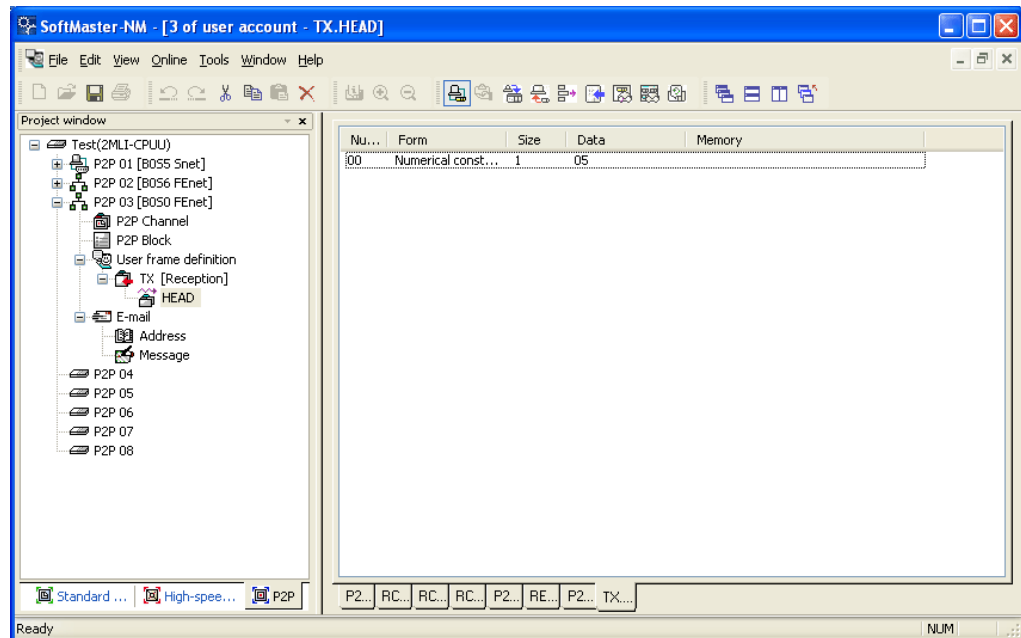 SoftMaster-NM - [3 of user account - TX.HEAD]
File Edit View Online Tools Window Help
Project window
Test(2MLI-CPUU)
P2P 01 [B0S5 Snet]
P2P 02 [B0S6 FEnet]
P2P 03 [B0S0 FEnet]
P2P Channel
P2P Block
User frame definition
TX [Reception]
HEAD
E-mail
Address
Message
P2P 04
P2P 05
P2P 06
P2P 07
P2P 08
Standard ... High-spee... P2P
Nu... Form Size Data Memory
00 Numerical const... 1 05
P2... RC... RC... RC... P2... RE... P2... TX....
Ready NUM